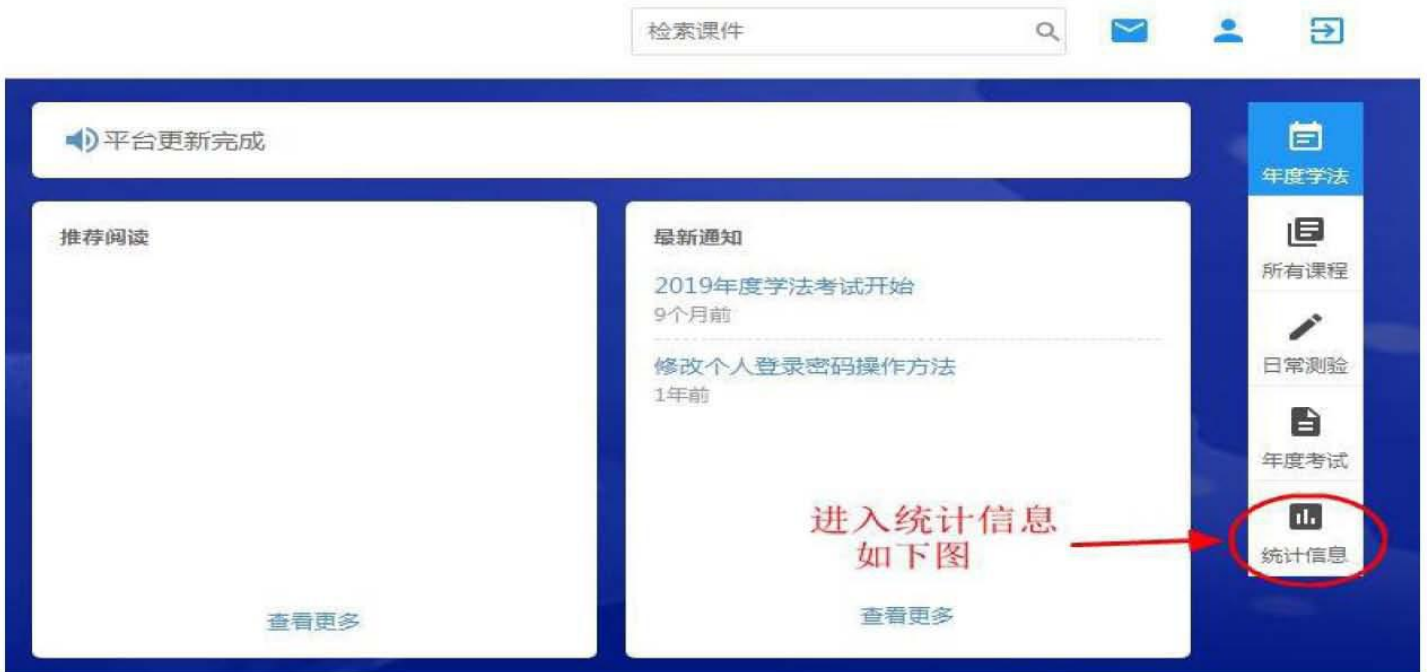 检索课件
平台更新完成
推荐阅读
查看更多
最新通知
2019年度学法考试开始
9个月前
修改个人登录密码操作方法
1年前
进入统计信息
如下图
查看更多
年度学法
所有课程
日常测验
年度考试
统计信息